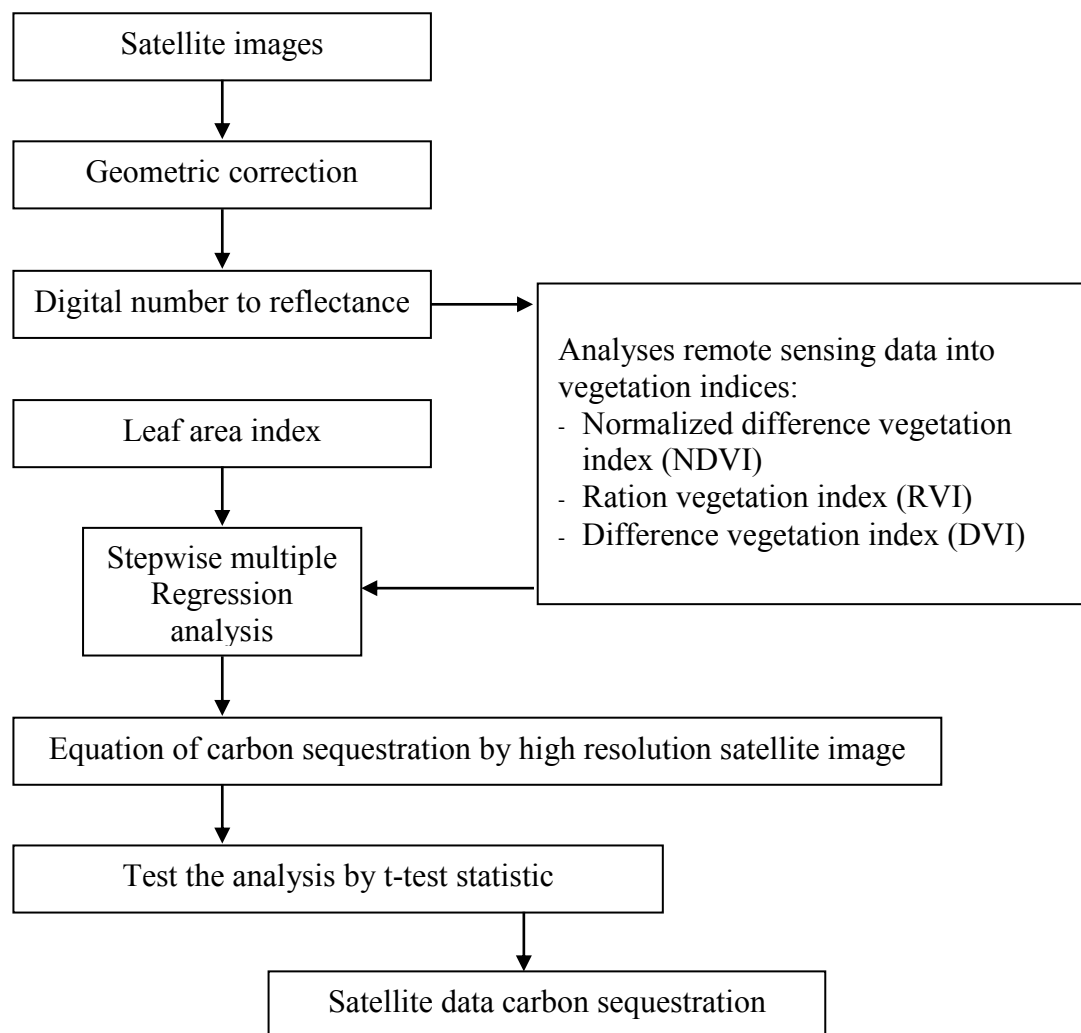 Satellite images
Geometric correction
Digital number to reflectance
Analyses remote sensing data into
vegetation indices:
- Normalized difference vegetation
index (NDVI)
- Ration vegetation index (RVI)
- Difference vegetation index (DVI)
Leaf area index
Stepwise multiple
Regression
analysis
Equation of carbon sequestration by high resolution satellite image
Test the analysis by t-test statistic
Satellite data carbon sequestration